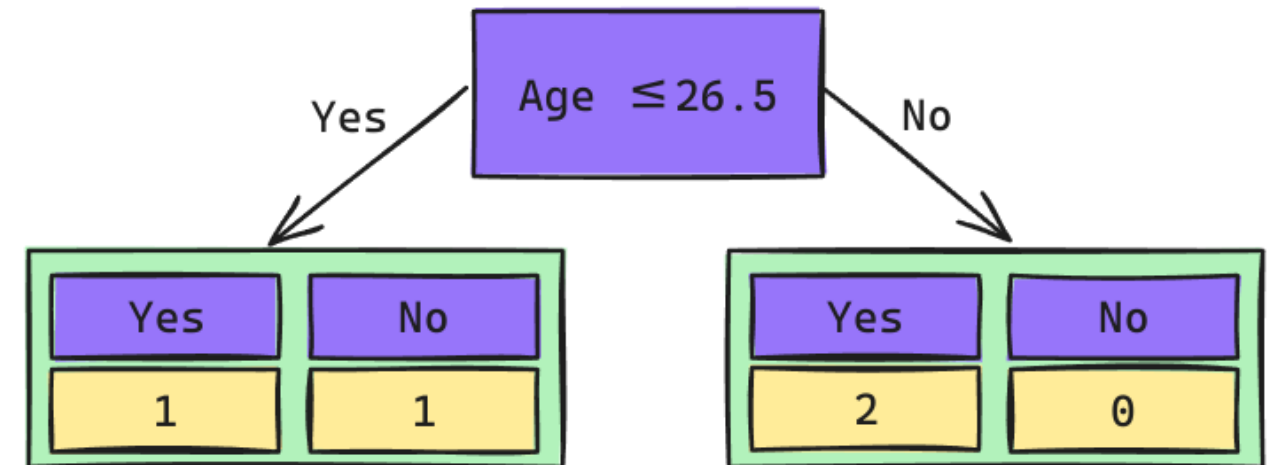 Age ≤26.5
Yes
No
Yes No
Yes No
1 1
2 0